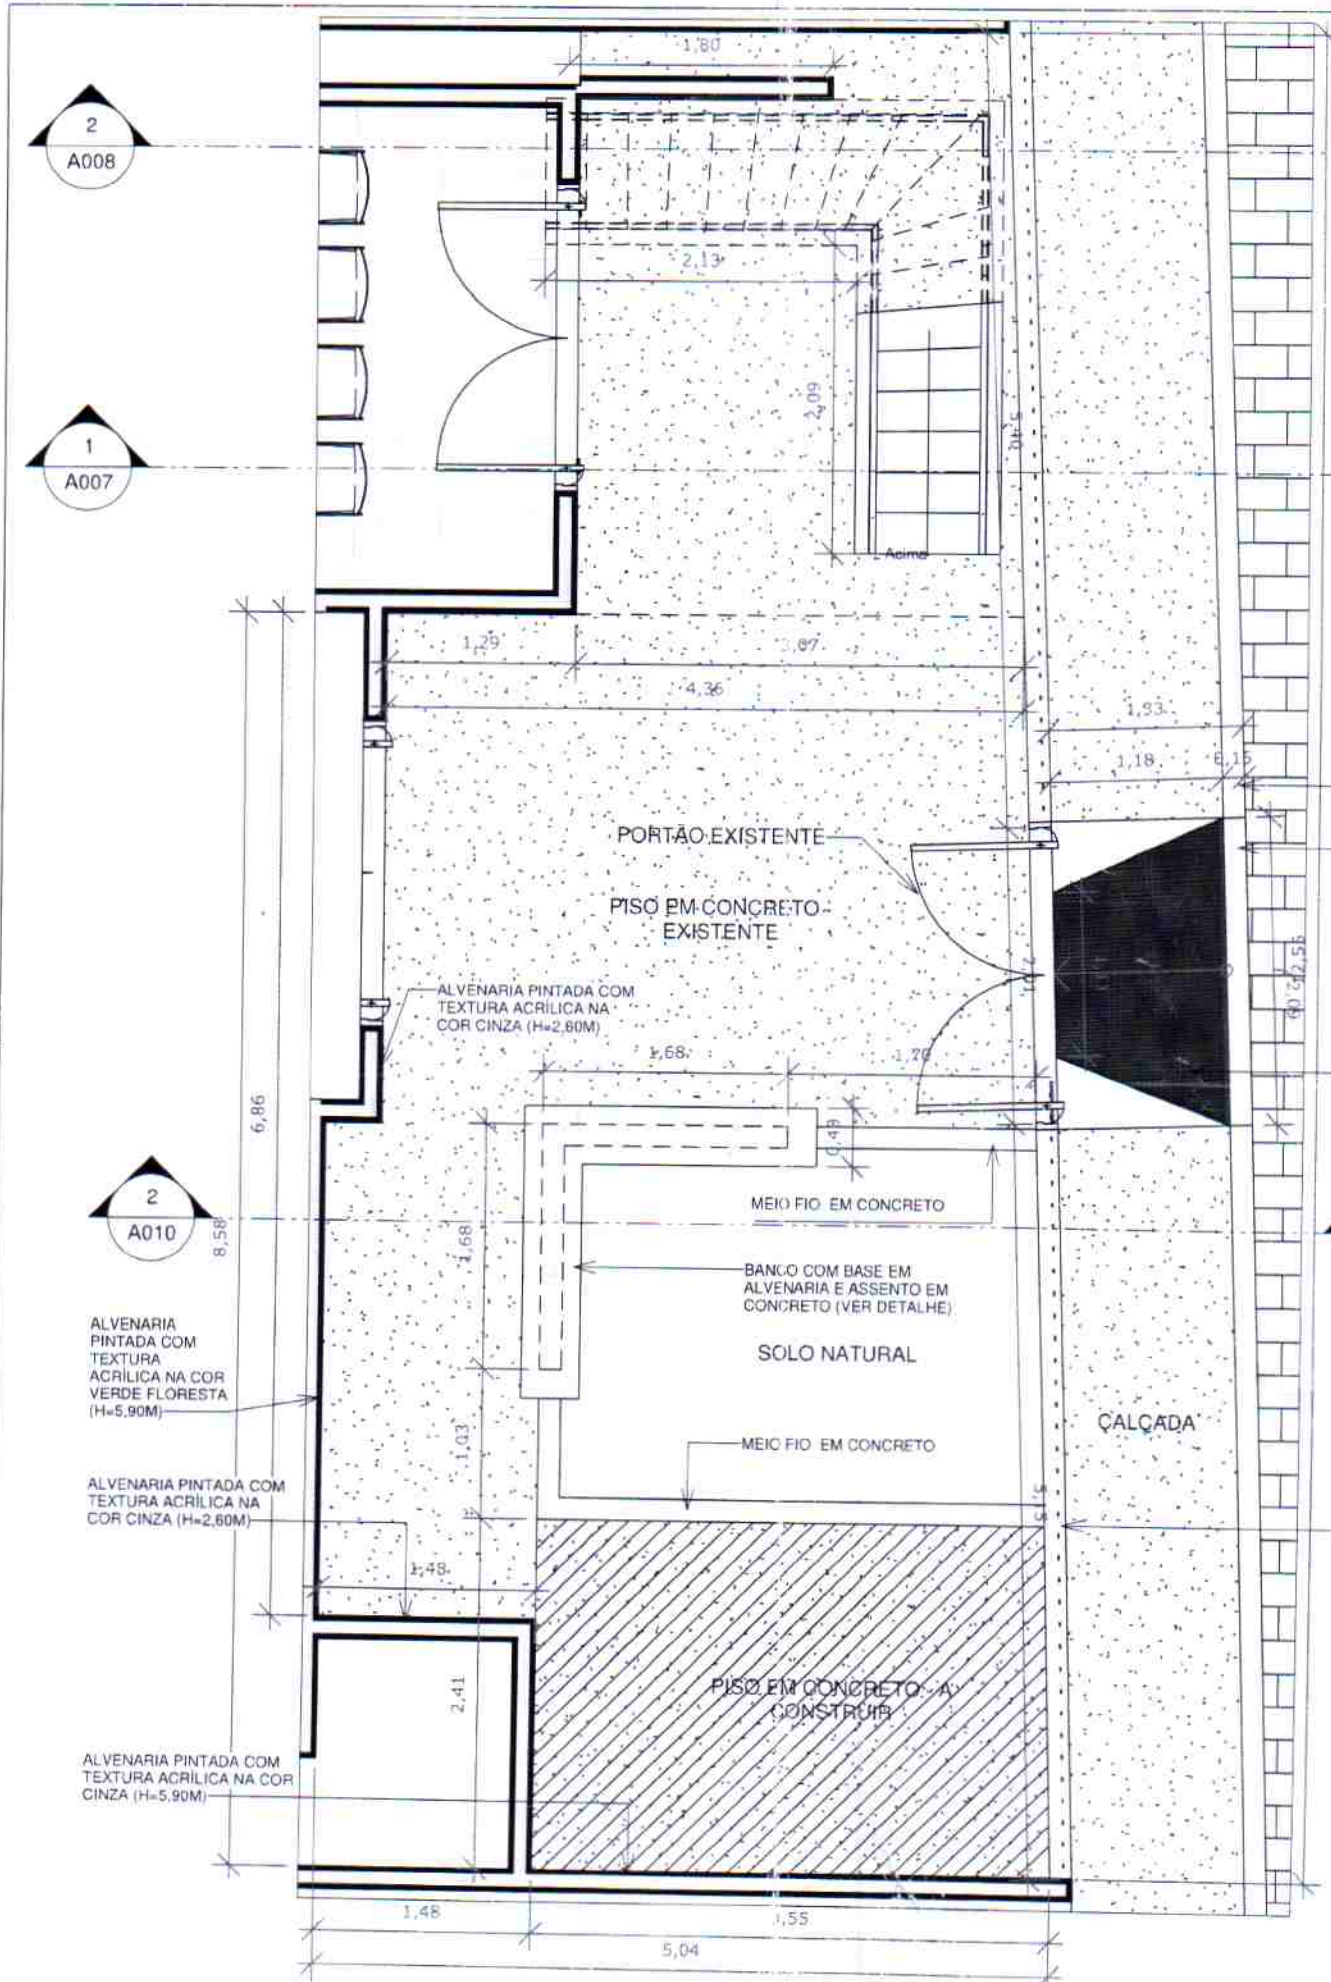 1,80
2
A008
2,13
2,09
5,40
1
A007
Acima
1,29
4,36
1,33
1,18
0,15
PORTÃO EXISTENTE
PISO EM CONCRETO
EXISTENTE
ALVENARIA PINTADA COM
TEXTURA ACRÍLICA NA
COR CINZA (H=2,60M)
1,68
6,86
0,49
MEIO FIO EM CONCRETO
2
A010
8,58
1,68
BANCO COM BASE EM
ALVENARIA E ASSENTO EM
CONCRETO (VER DETALHE)
ALVENARIA
PINTADA COM
TEXTURA
ACRÍLICA NA COR
VERDE FLORESTA
(H=5,90M)
SOLO NATURAL
CALÇADA
1,03
MEIO FIO EM CONCRETO
ALVENARIA PINTADA COM
TEXTURA ACRÍLICA NA
COR CINZA (H=2,60M)
1,48
2,41
PISO EM CONCRETO - A
CONSTRUIR
ALVENARIA PINTADA COM
TEXTURA ACRÍLICA NA COR
CINZA (H=5,90M)
1,48
5,04